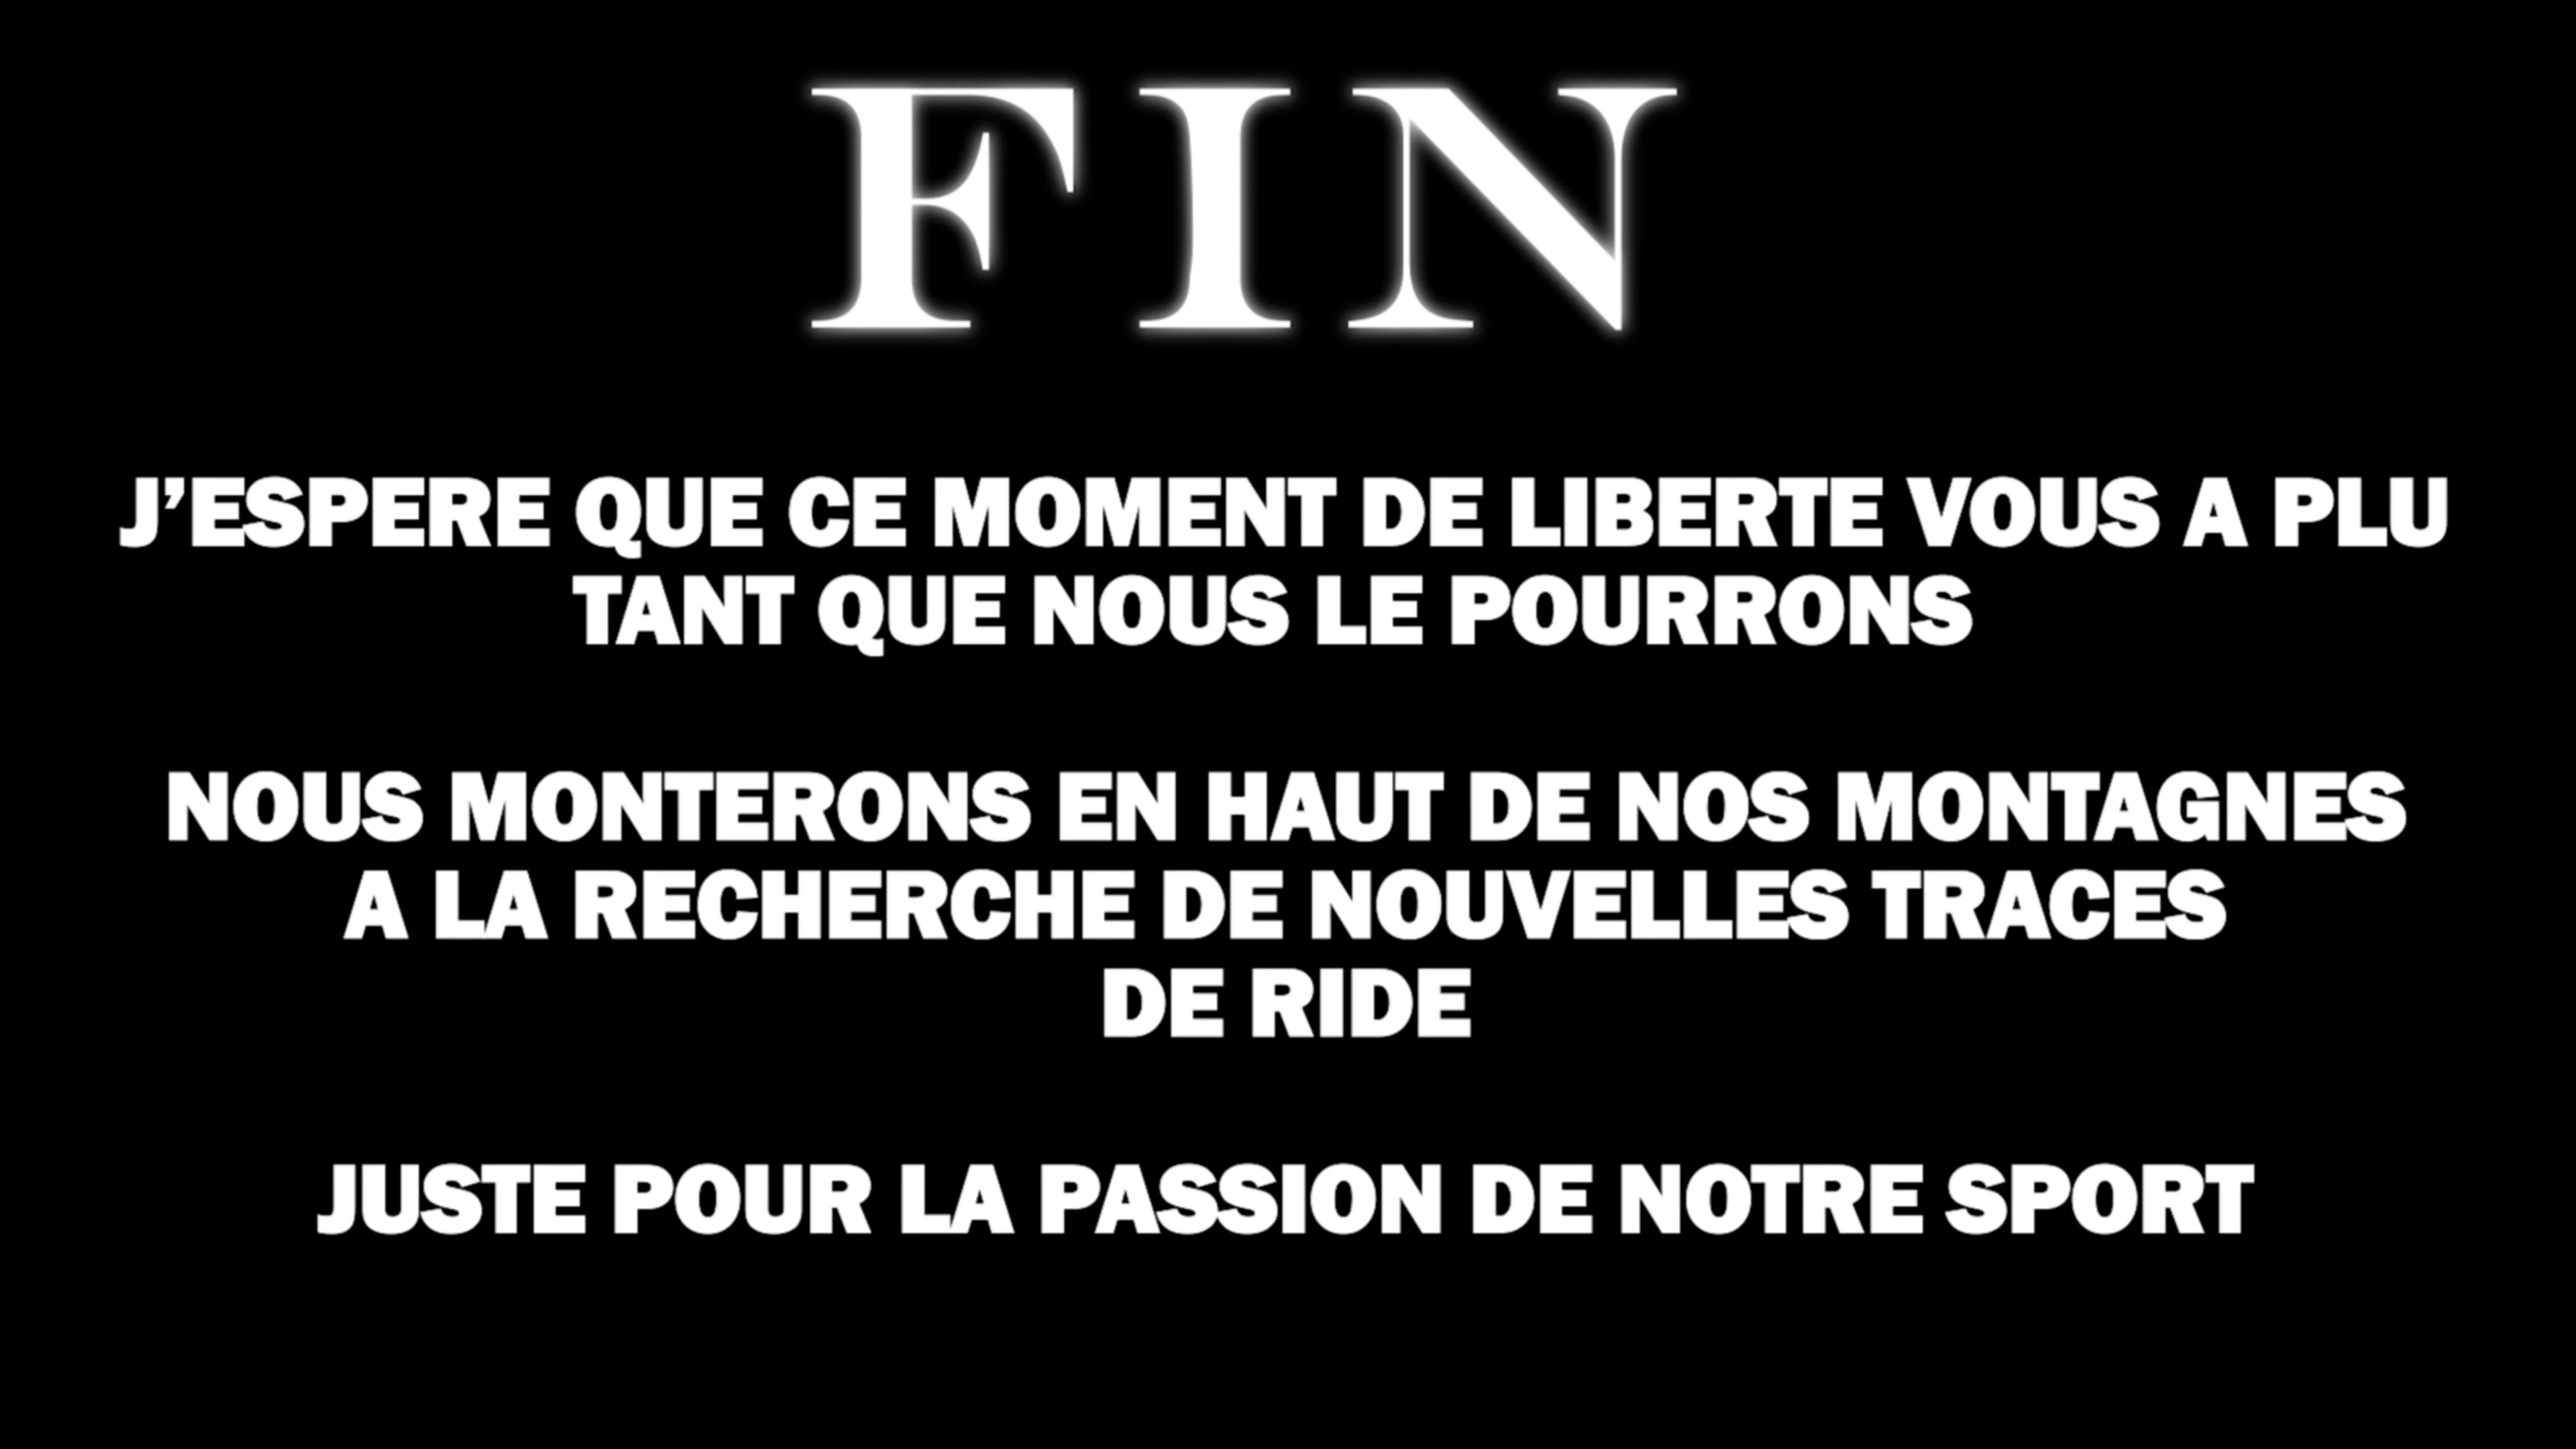 FIN
J’ESPERE QUE CE MOMENT DE LIBERTE VOUS A PLU
TANT QUE NOUS LE POURRONS
NOUS MONTERONS EN HAUT DE NOS MONTAGNES
A LA RECHERCHE DE NOUVELLES TRACES
DE RIDE
JUSTE POUR LA PASSION DE NOTRE SPORT